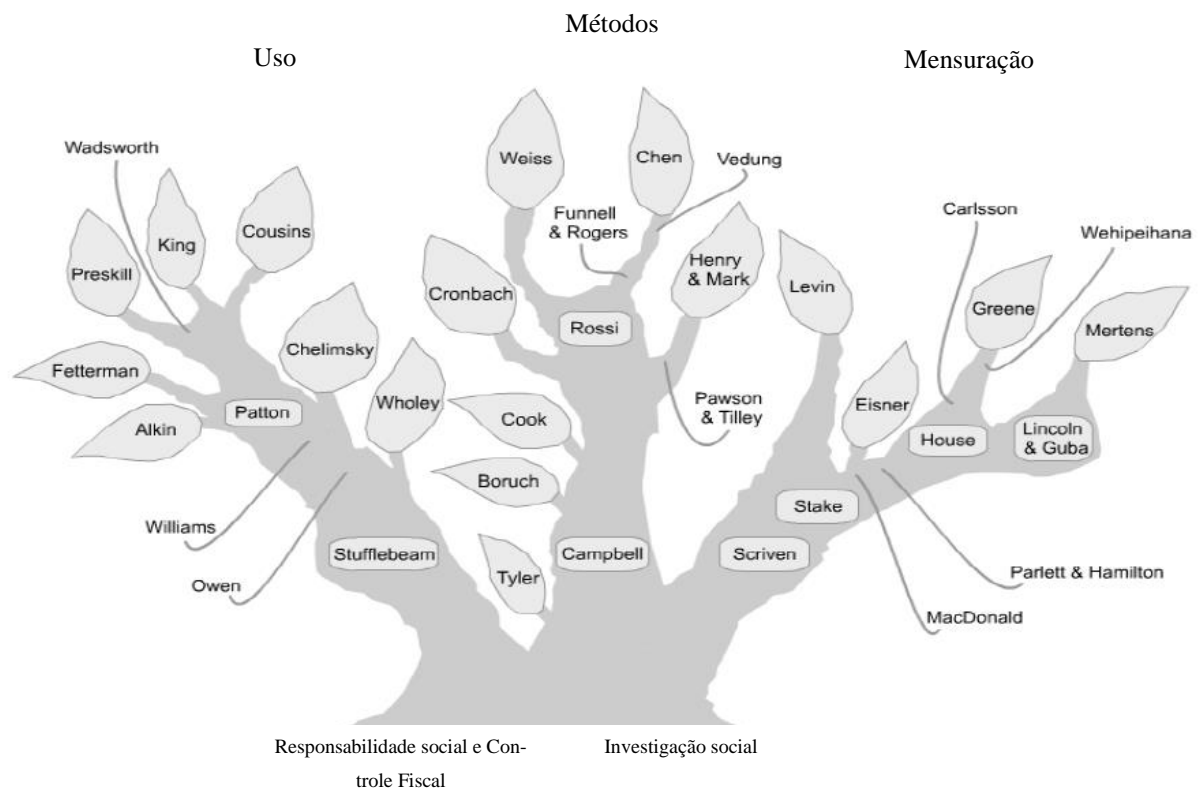 Métodos
Uso
Mensuração
Wadsworth
Weiss
Chen
Vedung
King
Cousins
Funnell
& Rogers
Carlsson
Wehipeihana
Preskill
Cronbach
Henry
& Mark
Levin
Greene
Mertens
Rossi
Chelimsky
Fetterman
Wholey
Pawson
& Tilley
Eisner
Patton
Alkin
Cook
House
Lincoln
& Guba
Boruch
Stake
Williams
Stufflebeam
Campbell
Scriven
Owen
Tyler
Parlett & Hamilton
MacDonald
Responsabilidade social e Con-
trole Fiscal
Investigação social